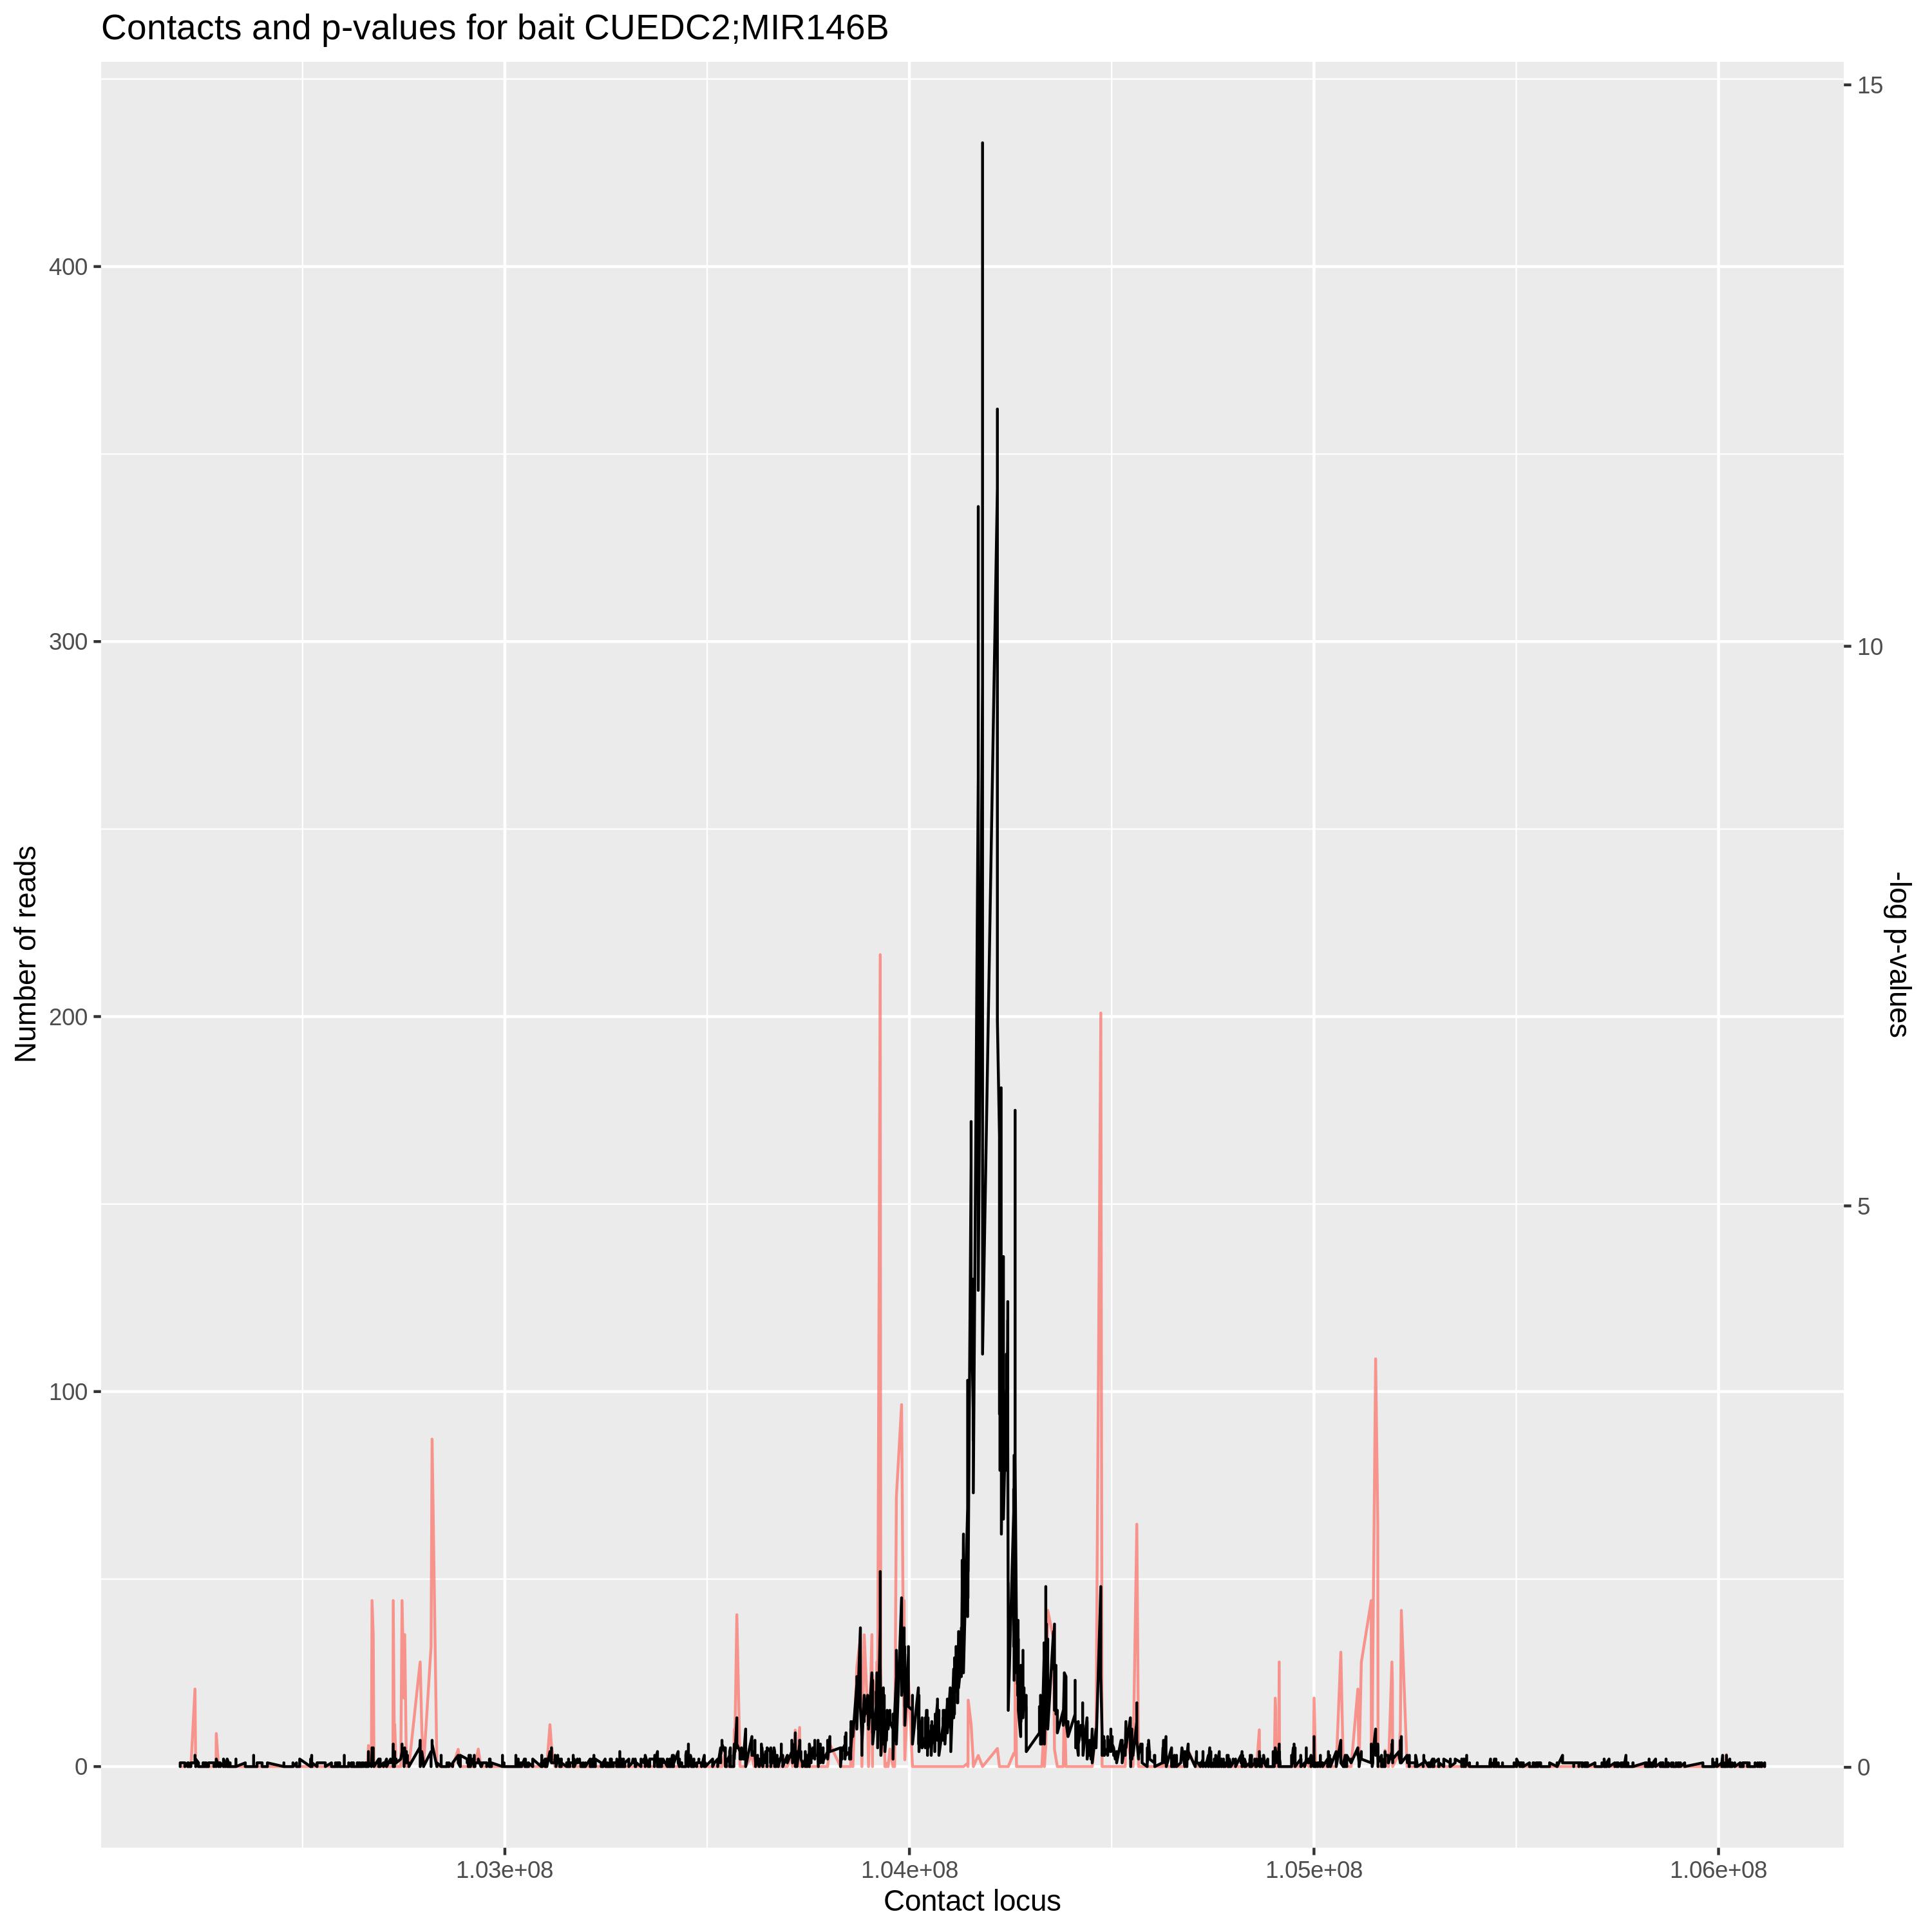 Contacts and p-values for bait CUEDC2;MIR146B
15
400
10
300
Number of reads
-log p-values
200
5
100
0
0
1.03e+08
1.04e+08
1.05e+08
1.06e+08
Contact locus